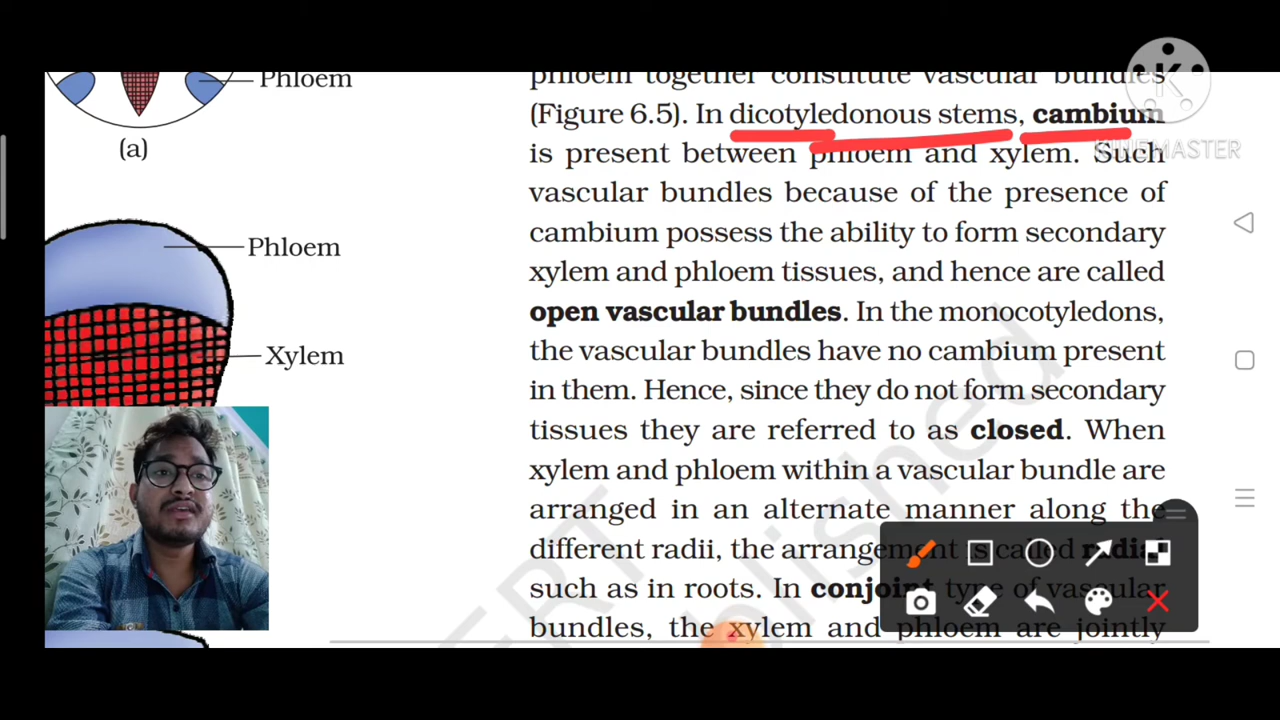 Phloem
(a)
Phloem
Xylem
phloem together constitute vascular bundles
(Figure 6.5). In dicotyledonous stems, cambium
is present between phloem and xylem. Such
vascular bundles because of the presence of
cambium possess the ability to form secondary
xylem and phloem tissues, and hence are called
open vascular bundles. In the monocotyledons,
the vascular bundles have no cambium present
in them. Hence, since they do not form secondary
tissues they are referred to as closed. When
xylem and phloem within a vascular bundle are
arranged in an alternate manner along the
different radii, the arrangement is called radial
such as in roots. In conjoint type of vascular
bundles, the xylem and phloem are jointly
K
KINEMASTER